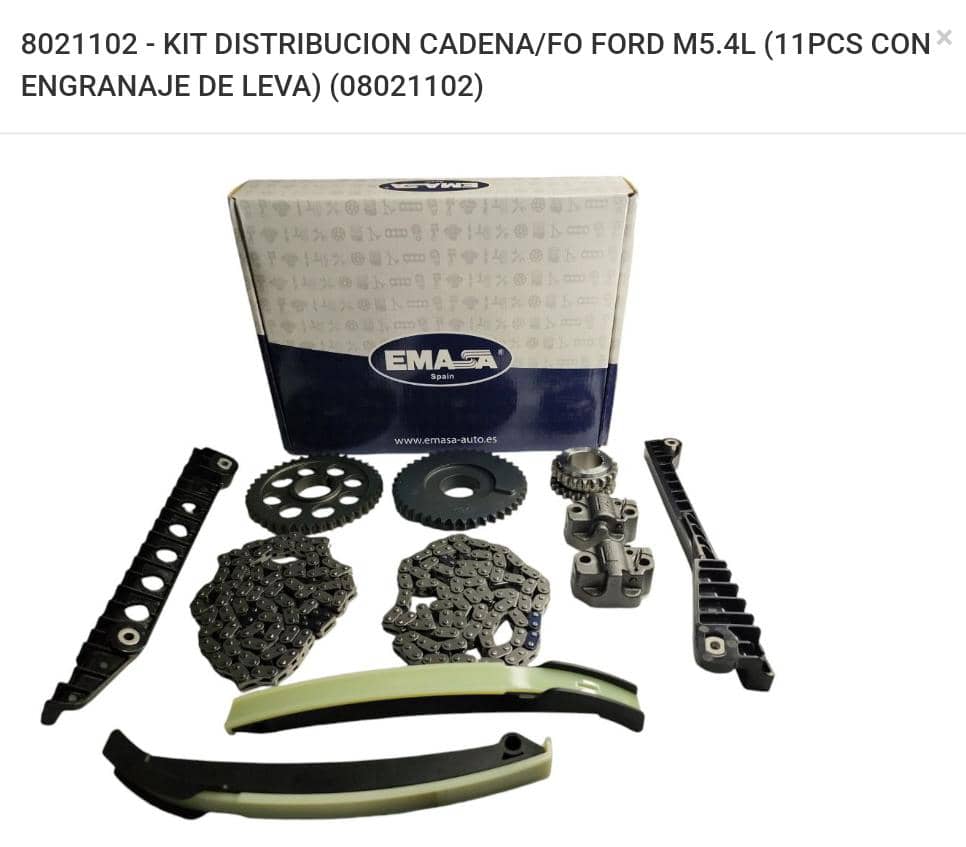 8021102 - KIT DISTRIBUCION CADENA/FO FORD M5.4L (11PCS CON
ENGRANAJE DE LEVA) (08021102)
×
EMASA
EMASA®
Spain
www.emasa-auto.es